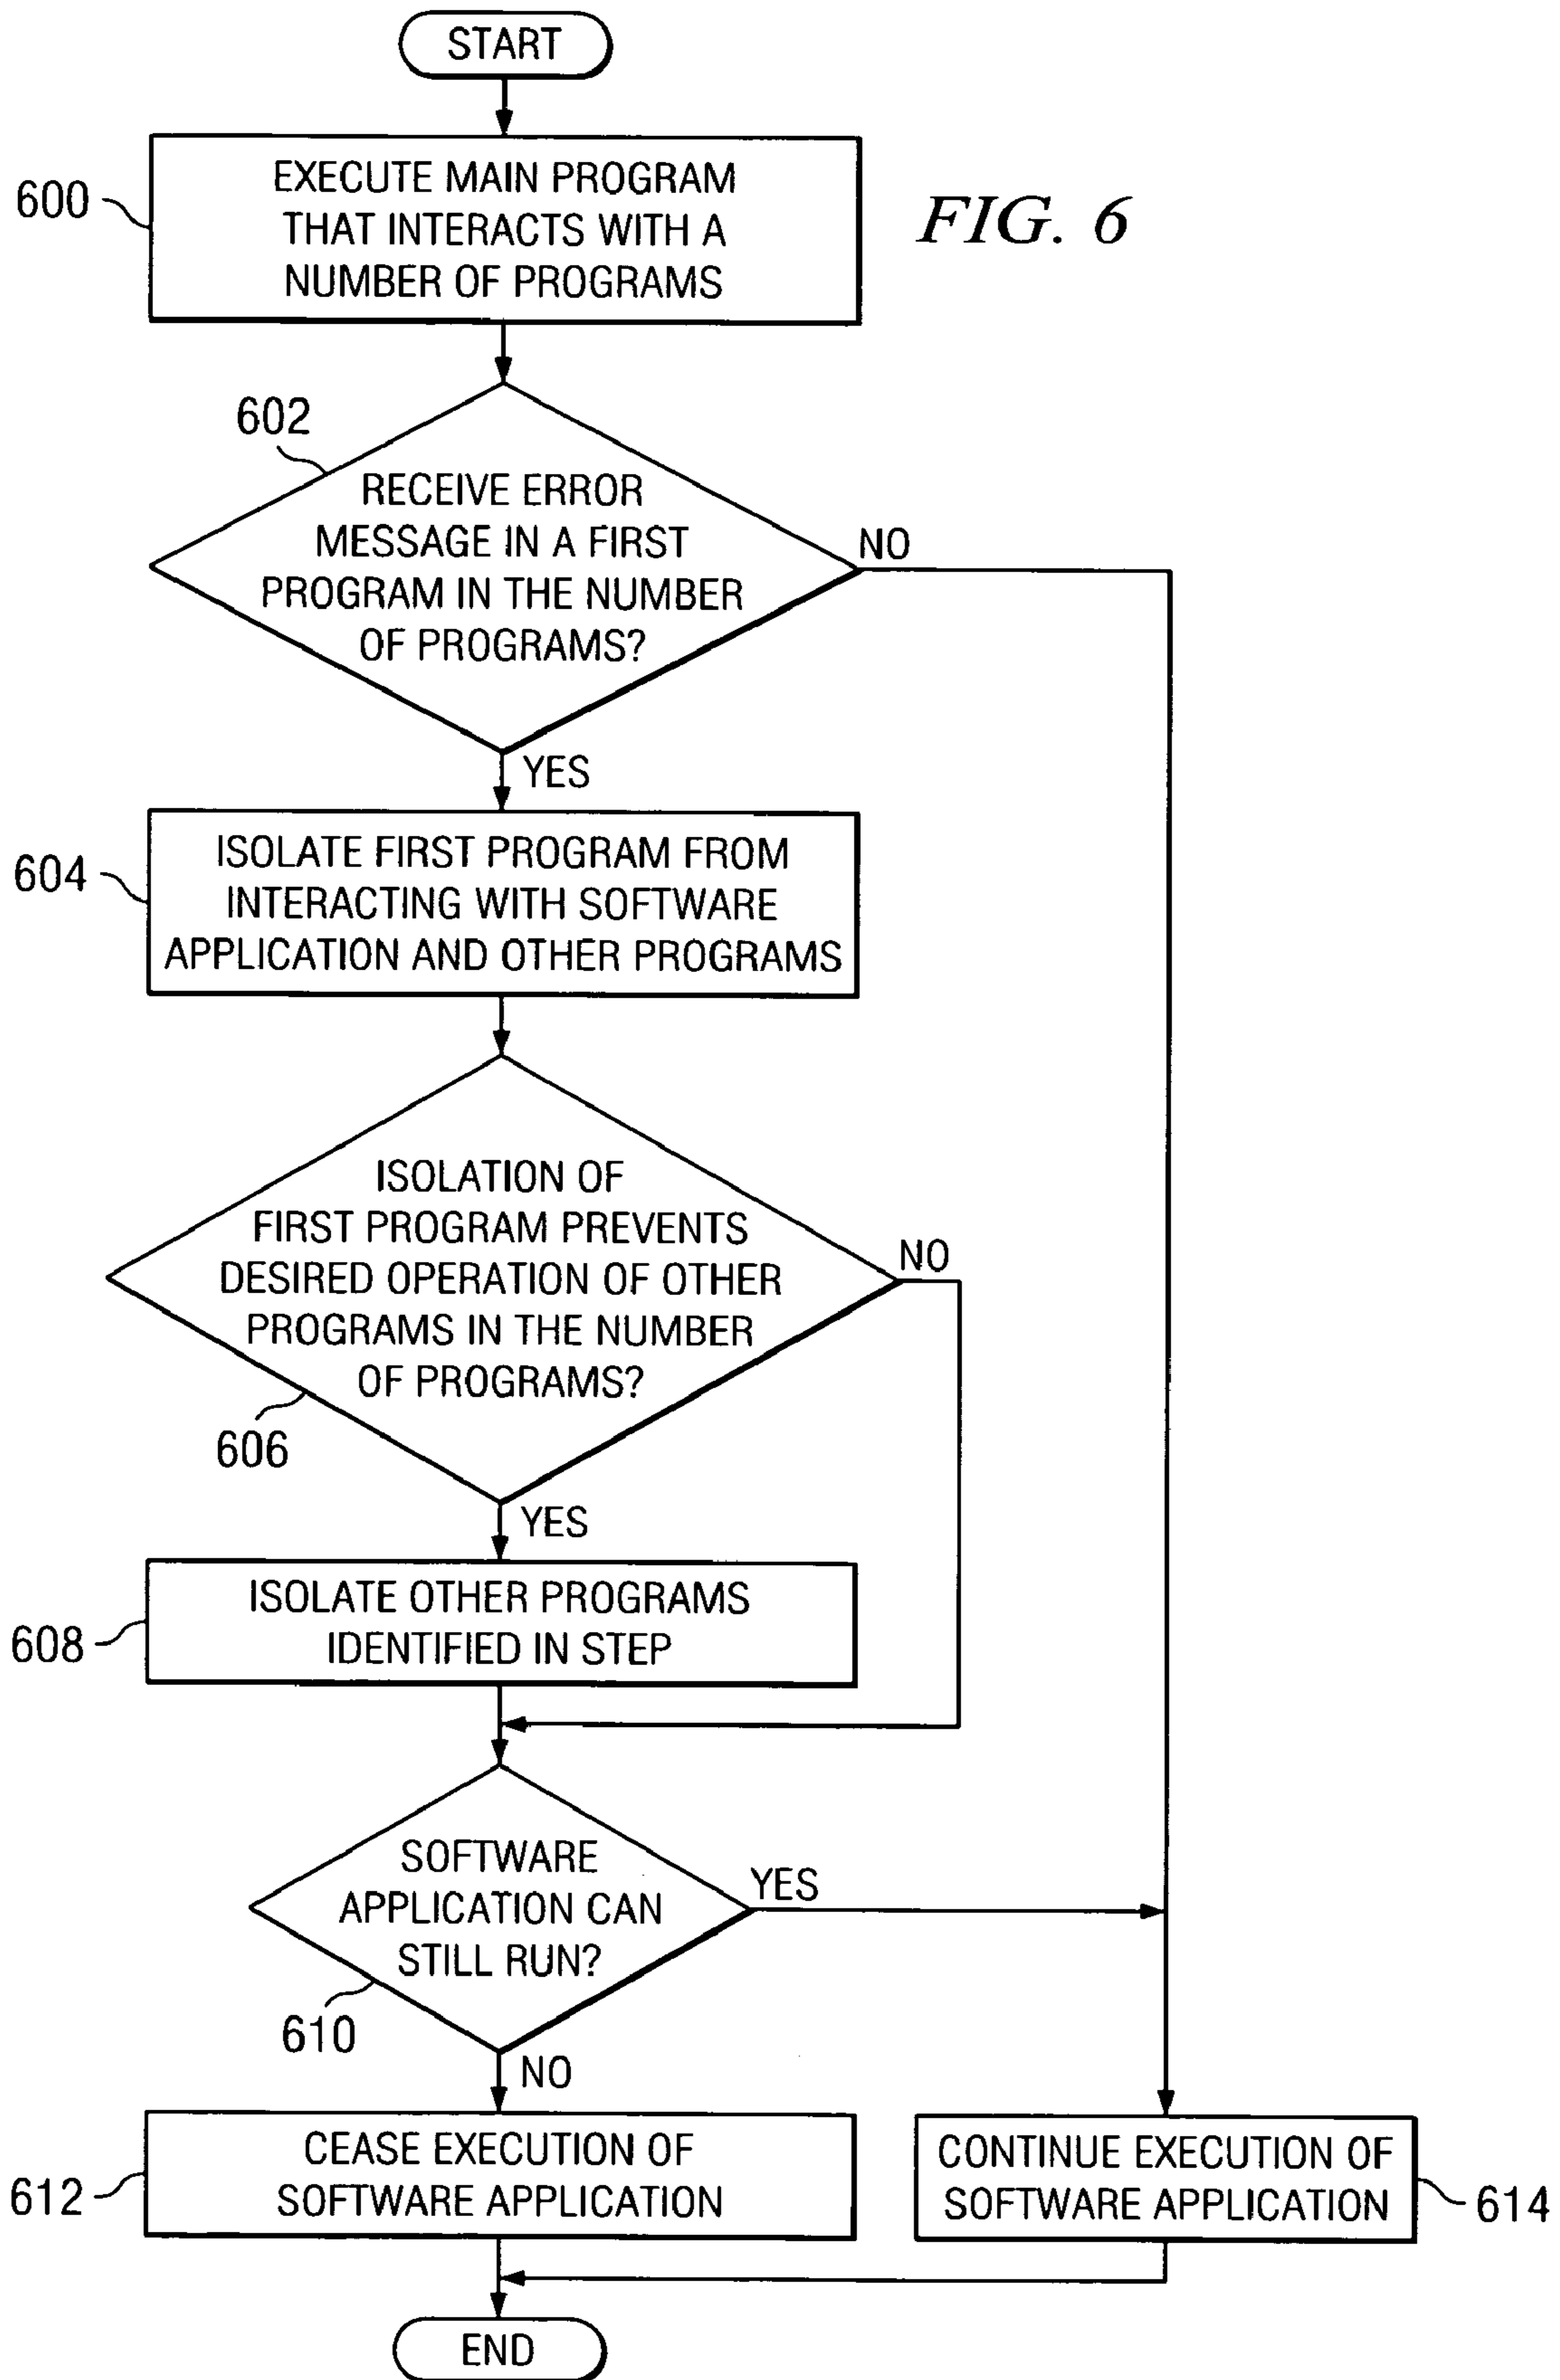 START
600
EXECUTE MAIN PROGRAM
THAT INTERACTS WITH A
NUMBER OF PROGRAMS
FIG. 6
602
RECEIVE ERROR
MESSAGE IN A FIRST
PROGRAM IN THE NUMBER
OF PROGRAMS?
NO
YES
604
ISOLATE FIRST PROGRAM FROM
INTERACTING WITH SOFTWARE
APPLICATION AND OTHER PROGRAMS
ISOLATION OF
FIRST PROGRAM PREVENTS
DESIRED OPERATION OF OTHER
PROGRAMS IN THE NUMBER
OF PROGRAMS?
NO
606
YES
608
ISOLATE OTHER PROGRAMS
IDENTIFIED IN STEP
SOFTWARE
APPLICATION CAN
STILL RUN?
YES
610
NO
612
CEASE EXECUTION OF
SOFTWARE APPLICATION
CONTINUE EXECUTION OF
SOFTWARE APPLICATION
614
END